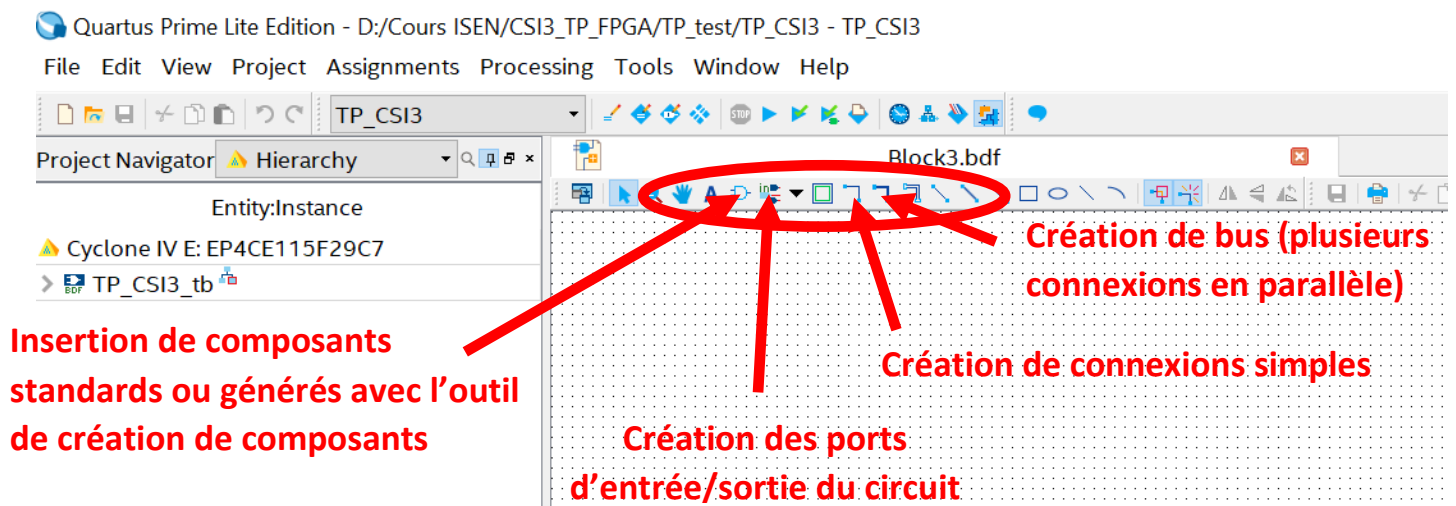 Quartus Prime Lite Edition - D:/Cours ISEN/CSI3_TP_FPGA/TP_test/TP_CSI3 - TP_CSI3
File Edit View Project Assignments Processing Tools Window Help
STOP
TP_CSI3
Project Navigator Hierarchy
Block3.bdf
A in
Entity:Instance
Cyclone IV E: EP4CE115F29C7
BDF TP_CSI3_tb
Création de bus (plusieurs
connexions en parallèle)
Insertion de composants
standards ou générés avec l’outil
de création de composants
Création de connexions simples
Création des ports
d’entrée/sortie du circuit